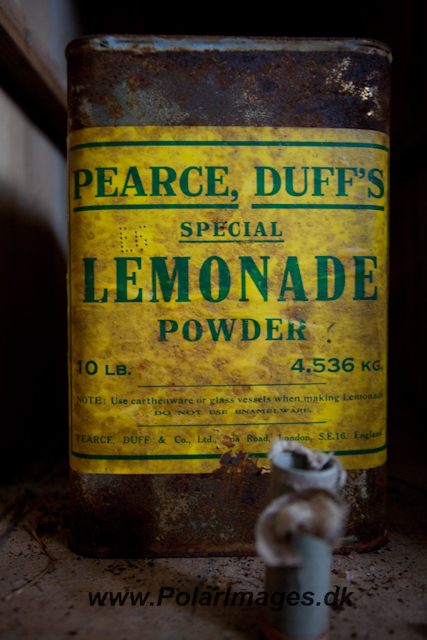 PEARCE, DUFF'S
SPECIAL
LEMONADE
POWDER
10 LB. 4.536 KG.
NOTE: Use earthenware or glass vessels when making Lemonade
DO NOT USE ENAMELWARE.
PEARCE, DUFF & Co., Ltd., Road, London, S.E.16. England
www.PolarImages.dk